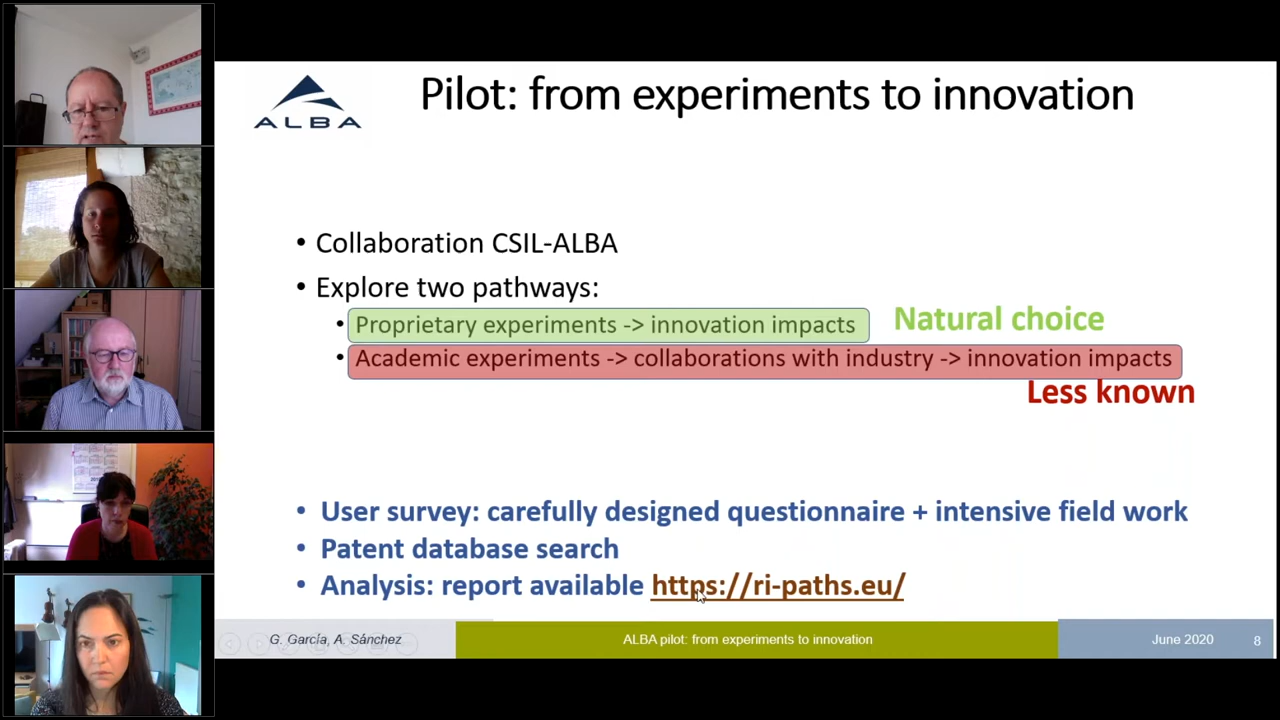 ALBA
Pilot: from experiments to innovation
• Collaboration CSIL-ALBA
• Explore two pathways:
• Proprietary experiments -> innovation impacts
Natural choice
• Academic experiments -> collaborations with industry -> innovation impacts
Less known
• User survey: carefully designed questionnaire + intensive field work
• Patent database search
• Analysis: report available https://ri-paths.eu/
G. García, A. Sánchez
ALBA pilot: from experiments to innovation
June 2020
8